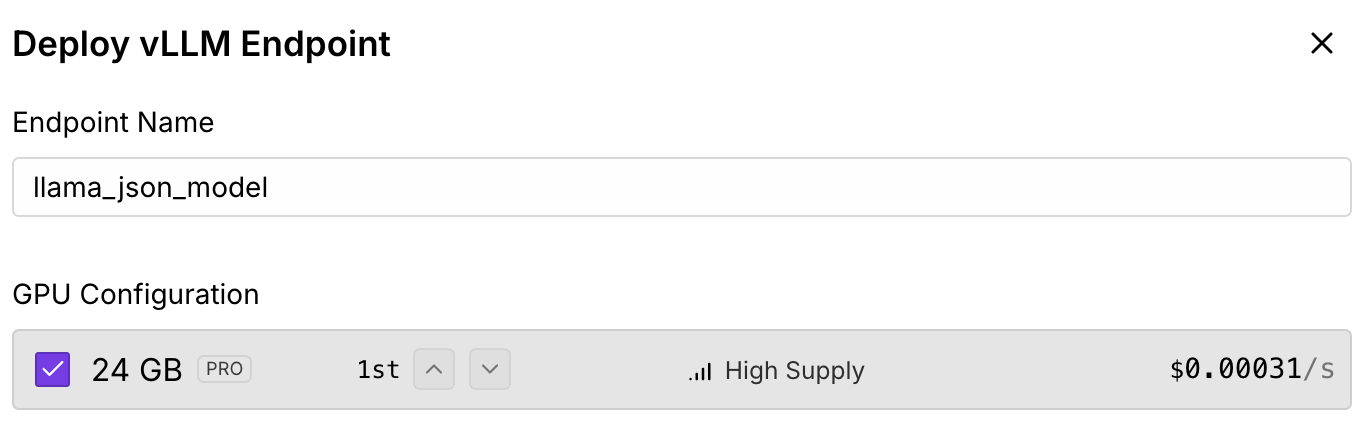 Deploy vLLM Endpoint
Endpoint Name
llama_json_model
GPU Configuration
24 GB PRO 1st High Supply $0.00031/s